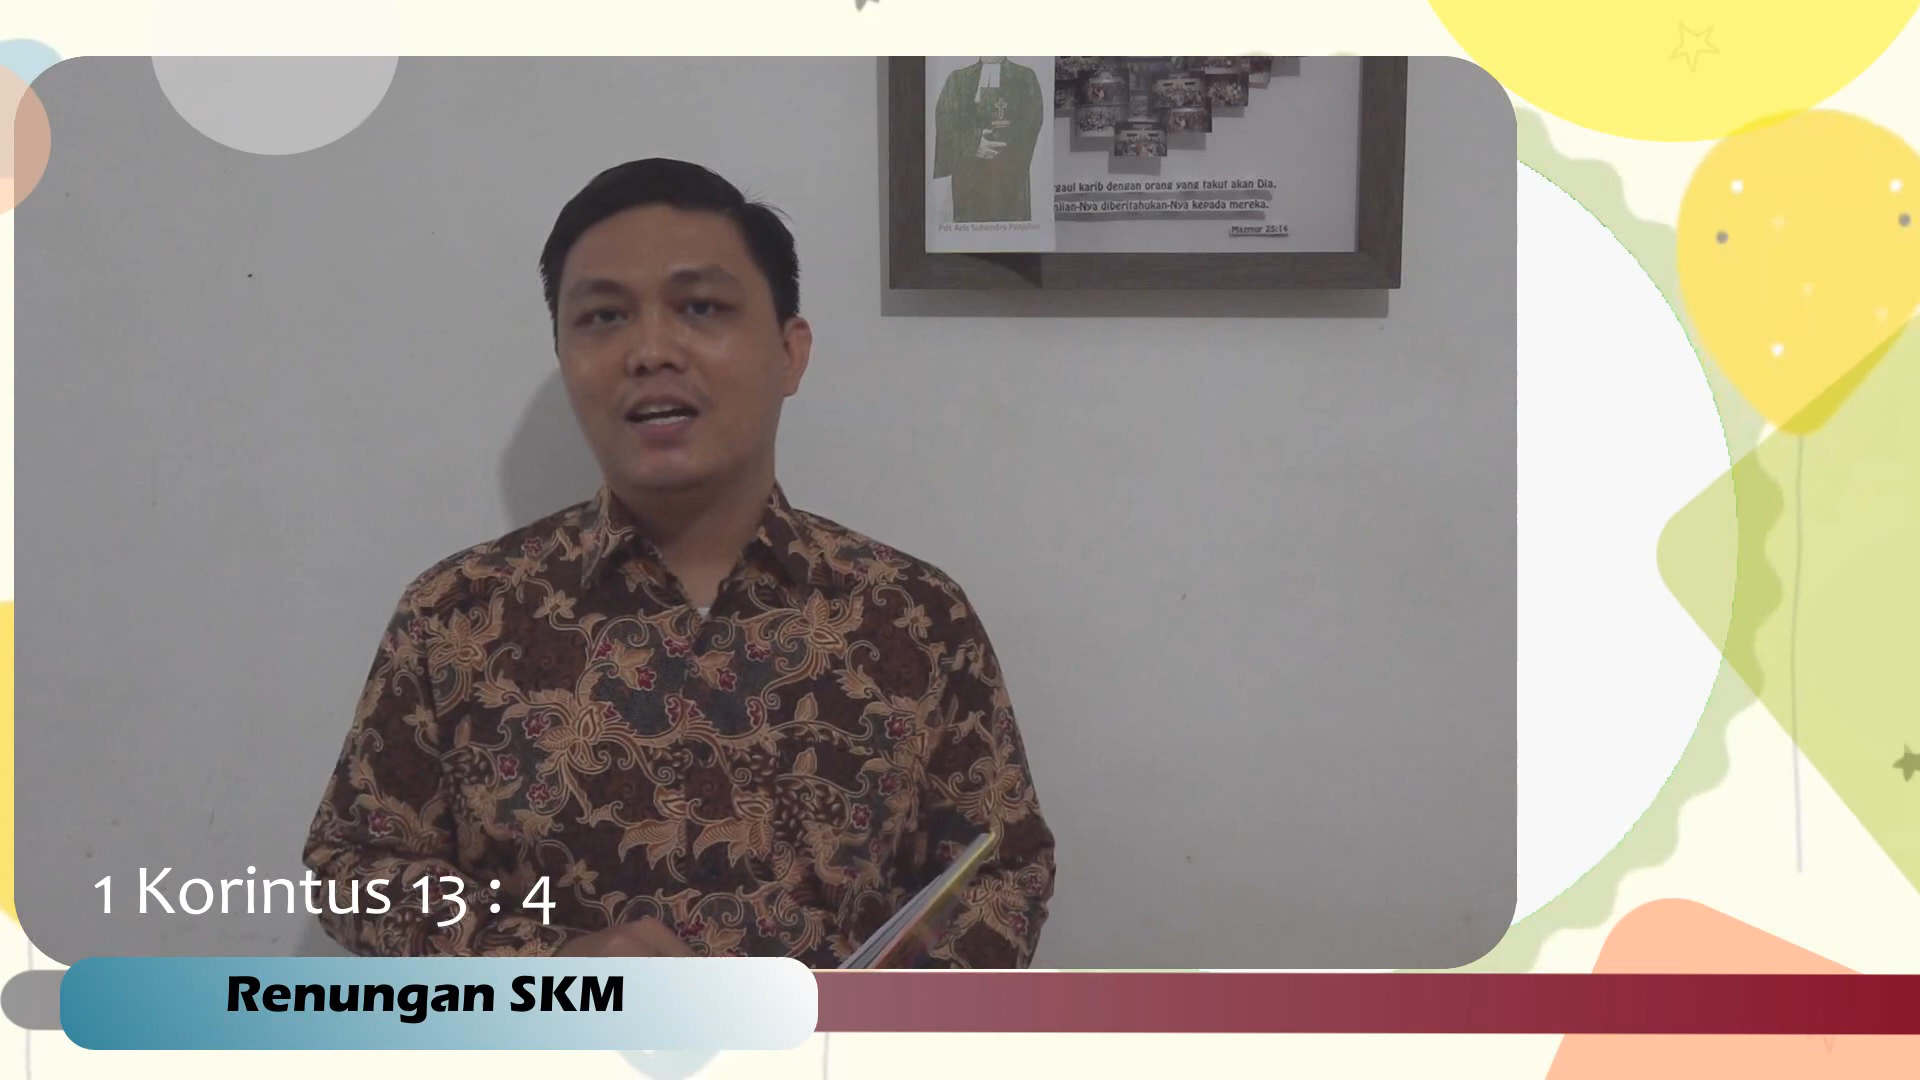 gaul karib dengan orang yang takut akan Dia,
jian-Nya diberitahukan-Nya kepada mereka.
Mazmur 25:14
1 Korintus 13 : 4
Renungan SKM